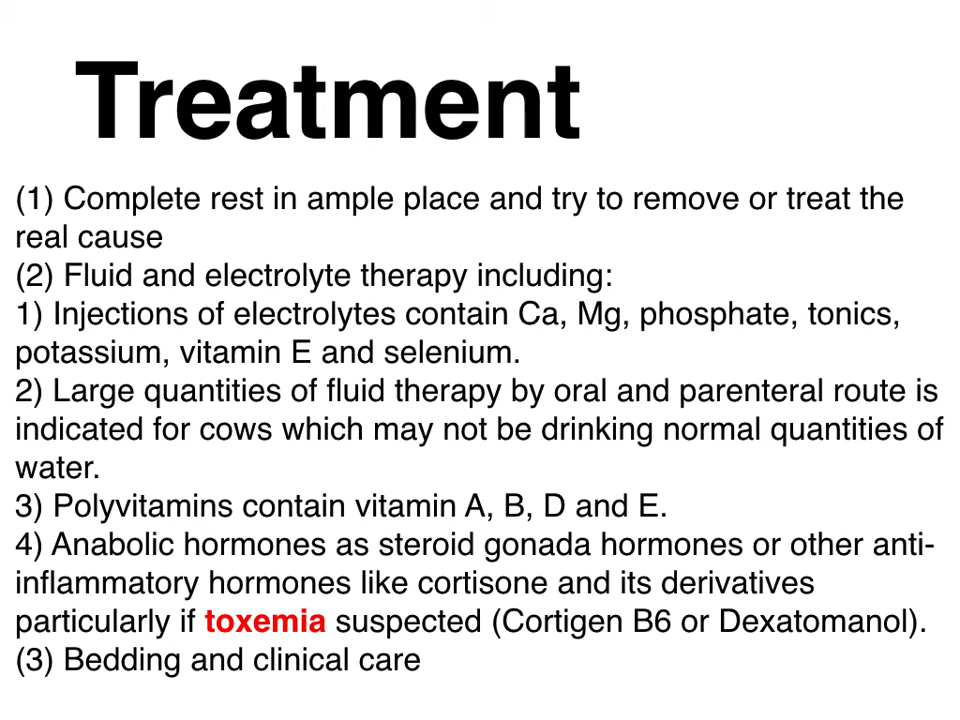 Treatment
(1) Complete rest in ample place and try to remove or treat the
real cause
(2) Fluid and electrolyte therapy including:
1) Injections of electrolytes contain Ca, Mg, phosphate, tonics,
potassium, vitamin E and selenium.
2) Large quantities of fluid therapy by oral and parenteral route is
indicated for cows which may not be drinking normal quantities of
water.
3) Polyvitamins contain vitamin A, B, D and E.
4) Anabolic hormones as steroid gonada hormones or other anti-
inflammatory hormones like cortisone and its derivatives
particularly if toxemia suspected (Cortigen B6 or Dexatomanol).
(3) Bedding and clinical care